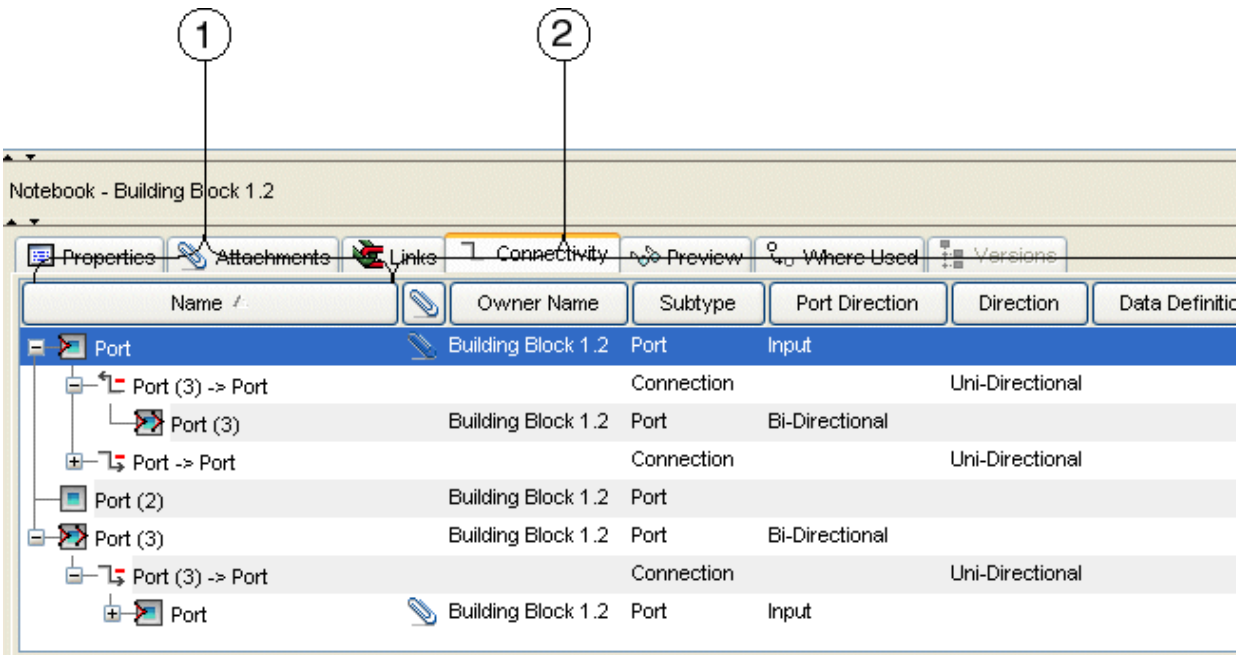 1 2
Notebook - Building Block 1.2
Properties Attachments Links Connectivity Preview Where Used Versions
Name Owner Name Subtype Port Direction Direction Data Definitio
Port Building Block 1.2 Port Input
Port (3) -> Port Connection Uni-Directional
Port (3) Building Block 1.2 Port Bi-Directional
Port -> Port Connection Uni-Directional
Port (2) Building Block 1.2 Port
Port (3) Building Block 1.2 Port Bi-Directional
Port (3) -> Port Connection Uni-Directional
Port Building Block 1.2 Port Input